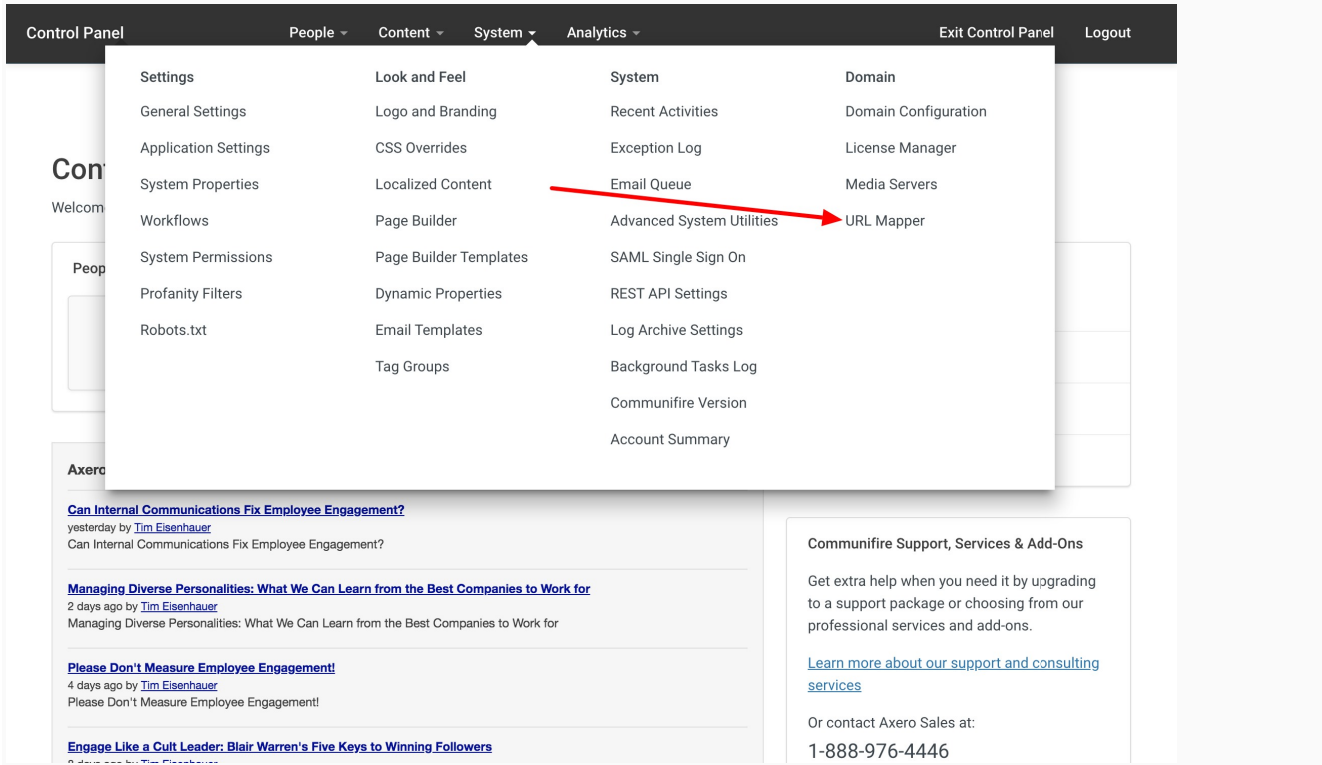 Control Panel People Content System Analytics Exit Control Panel Logout
Settings
General Settings
Application Settings
System Properties
Workflows
System Permissions
Profanity Filters
Robots.txt
Look and Feel
Logo and Branding
CSS Overrides
Localized Content
Page Builder
Page Builder Templates
Dynamic Properties
Email Templates
Tag Groups
System
Recent Activities
Exception Log
Email Queue
Advanced System Utilities
SAML Single Sign On
REST API Settings
Log Archive Settings
Background Tasks Log
Communifire Version
Account Summary
Domain
Domain Configuration
License Manager
Media Servers
URL Mapper
Con
Welcom
Peop
Axero
Can Internal Communications Fix Employee Engagement?
yesterday by Tim Eisenhauer
Can Internal Communications Fix Employee Engagement?
Managing Diverse Personalities: What We Can Learn from the Best Companies to Work for
2 days ago by Tim Eisenhauer
Managing Diverse Personalities: What We Can Learn from the Best Companies to Work for
Please Don't Measure Employee Engagement!
4 days ago by Tim Eisenhauer
Please Don't Measure Employee Engagement!
Engage Like a Cult Leader: Blair Warren's Five Keys to Winning Followers
days ago by Tim Eisenhauer
Communifire Support, Services & Add-Ons
Get extra help when you need it by upgrading
to a support package or choosing from our
professional services and add-ons.
Learn more about our support and consulting
services
Or contact Axero Sales at:
1-888-976-4446